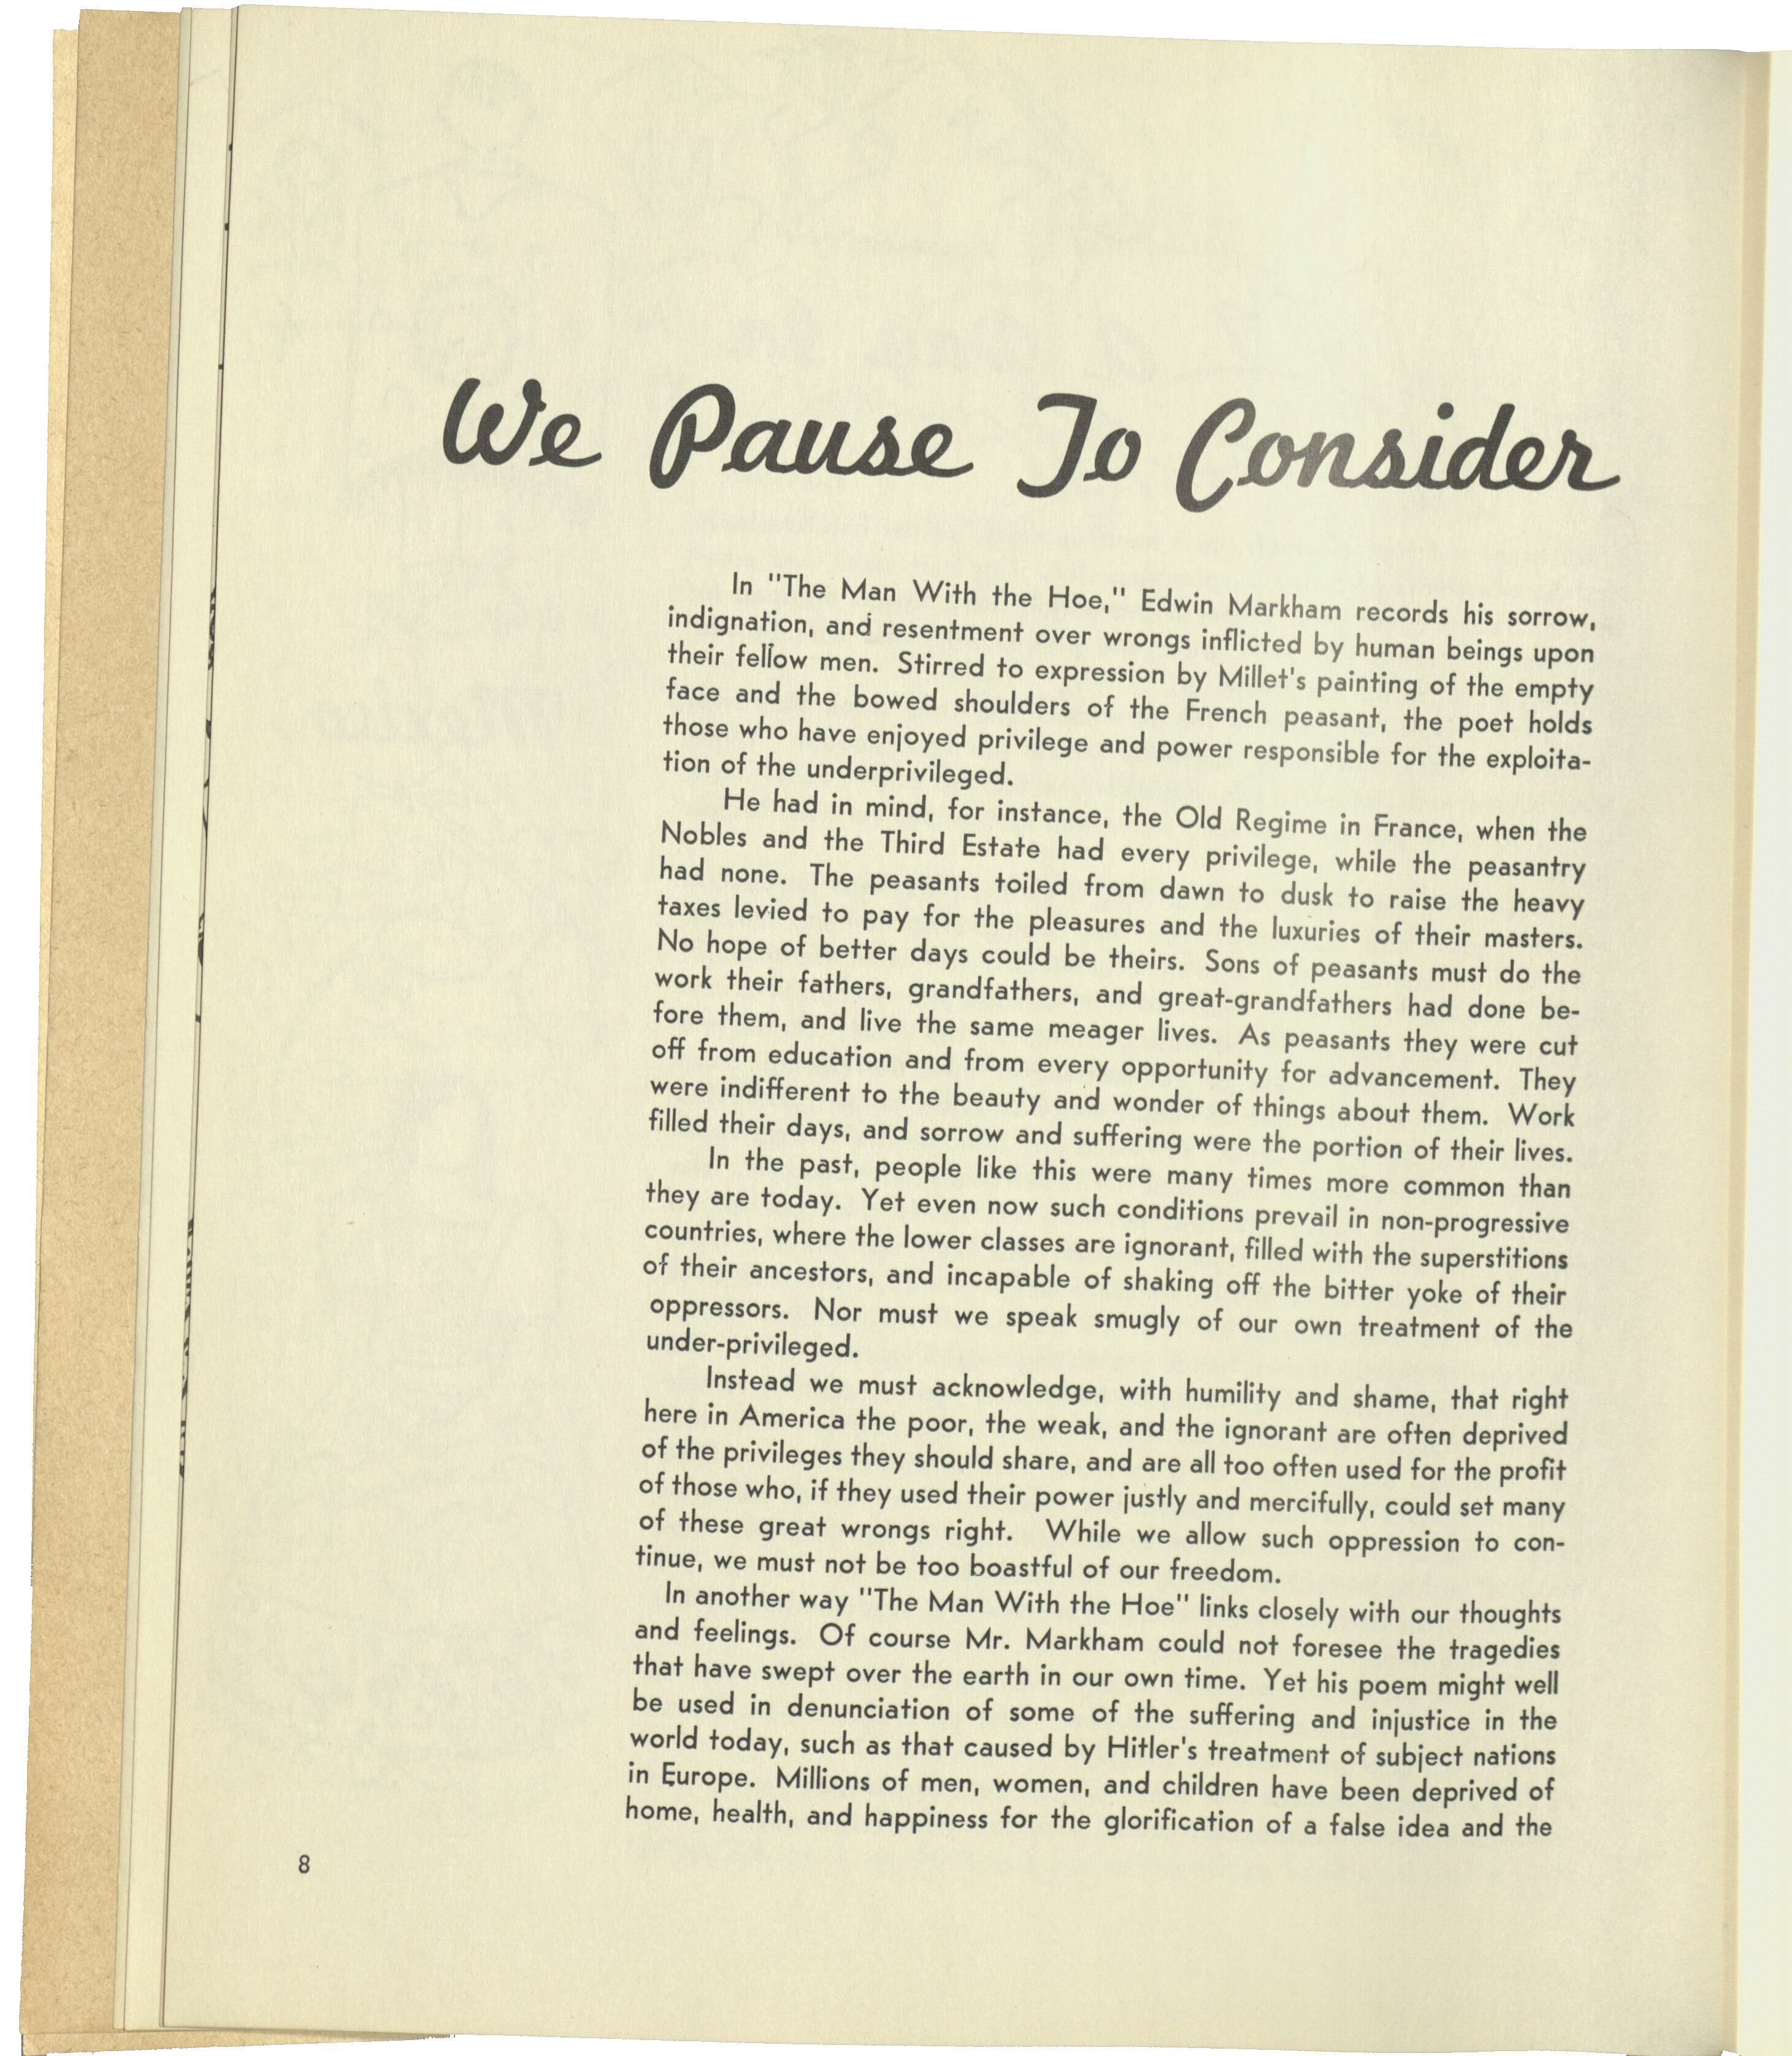 We Pause To Consider
In "The Man With the Hoe," Edwin Markham records his sorrow,
indignation, and resentment over wrongs inflicted by human beings upon
their fellow men. Stirred to expression by Millet's painting of the empty
face and the bowed shoulders of the French peasant, the poet holds
those who have enjoyed privilege and power responsible for the exploita-
tion of the underprivileged.
He had in mind, for instance, the Old Regime in France, when the
Nobles and the Third Estate had every privilege, while the peasantry
had none. The peasants toiled from dawn to dusk to raise the heavy
taxes levied to pay for the pleasures and the luxuries of their masters.
No hope of better days could be theirs. Sons of peasants must do the
work their fathers, grandfathers, and great-grandfathers had done be-
fore them, and live the same meager lives. As peasants they were cut
off from education and from every opportunity for advancement. They
were indifferent to the beauty and wonder of things about them. Work
filled their days, and sorrow and suffering were the portion of their lives.
In the past, people like this were many times more common than
they are today. Yet even now such conditions prevail in non-progressive
countries, where the lower classes are ignorant, filled with the superstitions
of their ancestors, and incapable of shaking off the bitter yoke of their
oppressors. Nor must we speak smugly of our own treatment of the
under-privileged.
Instead we must acknowledge, with humility and shame, that right
here in America the poor, the weak, and the ignorant are often deprived
of the privileges they should share, and are all too often used for the profit
of those who, if they used their power justly and mercifully, could set many
of these great wrongs right. While we allow such oppression to con-
tinue, we must not be too boastful of our freedom.
In another way "The Man With the Hoe" links closely with our thoughts
and feelings. Of course Mr. Markham could not foresee the tragedies
that have swept over the earth in our own time. Yet his poem might well
be used in denunciation of some of the suffering and injustice in the
world today, such as that caused by Hitler's treatment of subject nations
in Europe. Millions of men, women, and children have been deprived of
home, health, and happiness for the glorification of a false idea and the
8